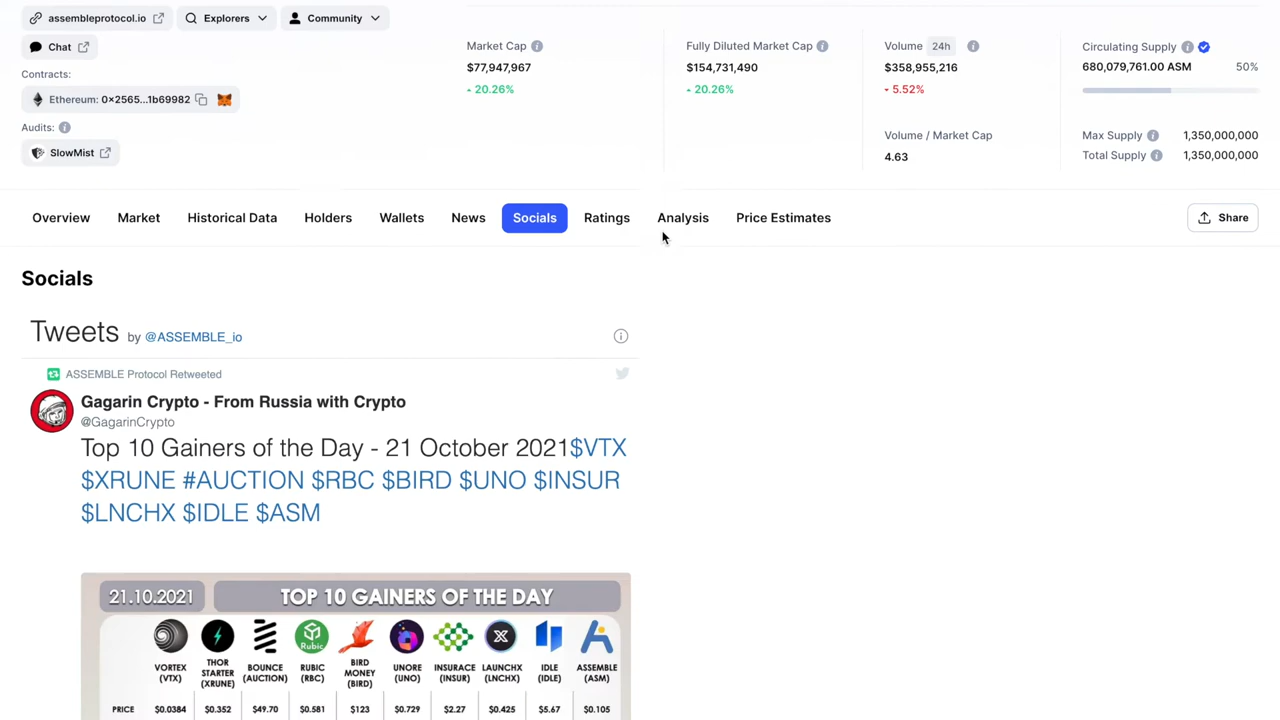 assembleprotocol.io
Explorers
Community
Chat
Contracts:
Ethereum: 0x2565...1b69982
Audits:
SlowMist
Market Cap
$77,947,967
20.26%
Fully Diluted Market Cap
$154,731,490
20.26%
Volume 24h
$358,955,216
5.52%
Volume / Market Cap
4.63
Circulating Supply
680,079,761.00 ASM 50%
Max Supply 1,350,000,000
Total Supply 1,350,000,000
Overview Market Historical Data Holders Wallets News Socials Ratings Analysis Price Estimates Share
Socials
Tweets by @ASSEMBLE_io
ASSEMBLE Protocol Retweeted
Gagarin Crypto - From Russia with Crypto
@GagarinCrypto
Top 10 Gainers of the Day - 21 October 2021$VTX
$XRUNE #AUCTION $RBC $BIRD $UNO $INSUR
$LNCHX $IDLE $ASM
21.10.2021 TOP 10 GAINERS OF THE DAY
Rubic
VORTEX (VTX)
THOR STARTER (XRUNE)
BOUNCE (AUCTION)
RUBIC (RBC)
BIRD MONEY (BIRD)
UNORE (UNO)
INSURACE (INSUR)
LAUNCHX (LNCHX)
IDLE (IDLE)
ASSEMBLE (ASM)
PRICE $0.0384 $0.352 $49.70 $0.581 $123 $0.729 $2.27 $0.425 $5.67 $0.105